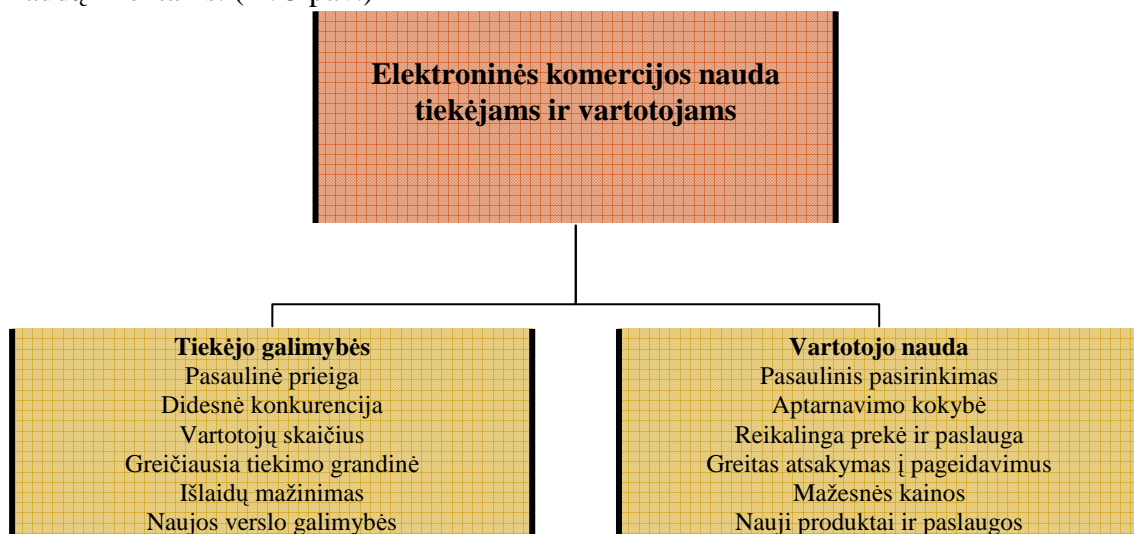 Elektroninės komercijos nauda
tiekėjams ir vartotojams
Tiekėjo galimybės
Pasaulinė prieiga
Didesnė konkurencija
Vartotojų skaičius
Greičiausia tiekimo grandinė
Išlaidų mažinimas
Naujos verslo galimybės
Vartotojo nauda
Pasaulinis pasirinkimas
Aptarnavimo kokybė
Reikalinga prekė ir paslauga
Greitas atsakymas į pageidavimus
Mažesnės kainos
Nauji produktai ir paslaugos